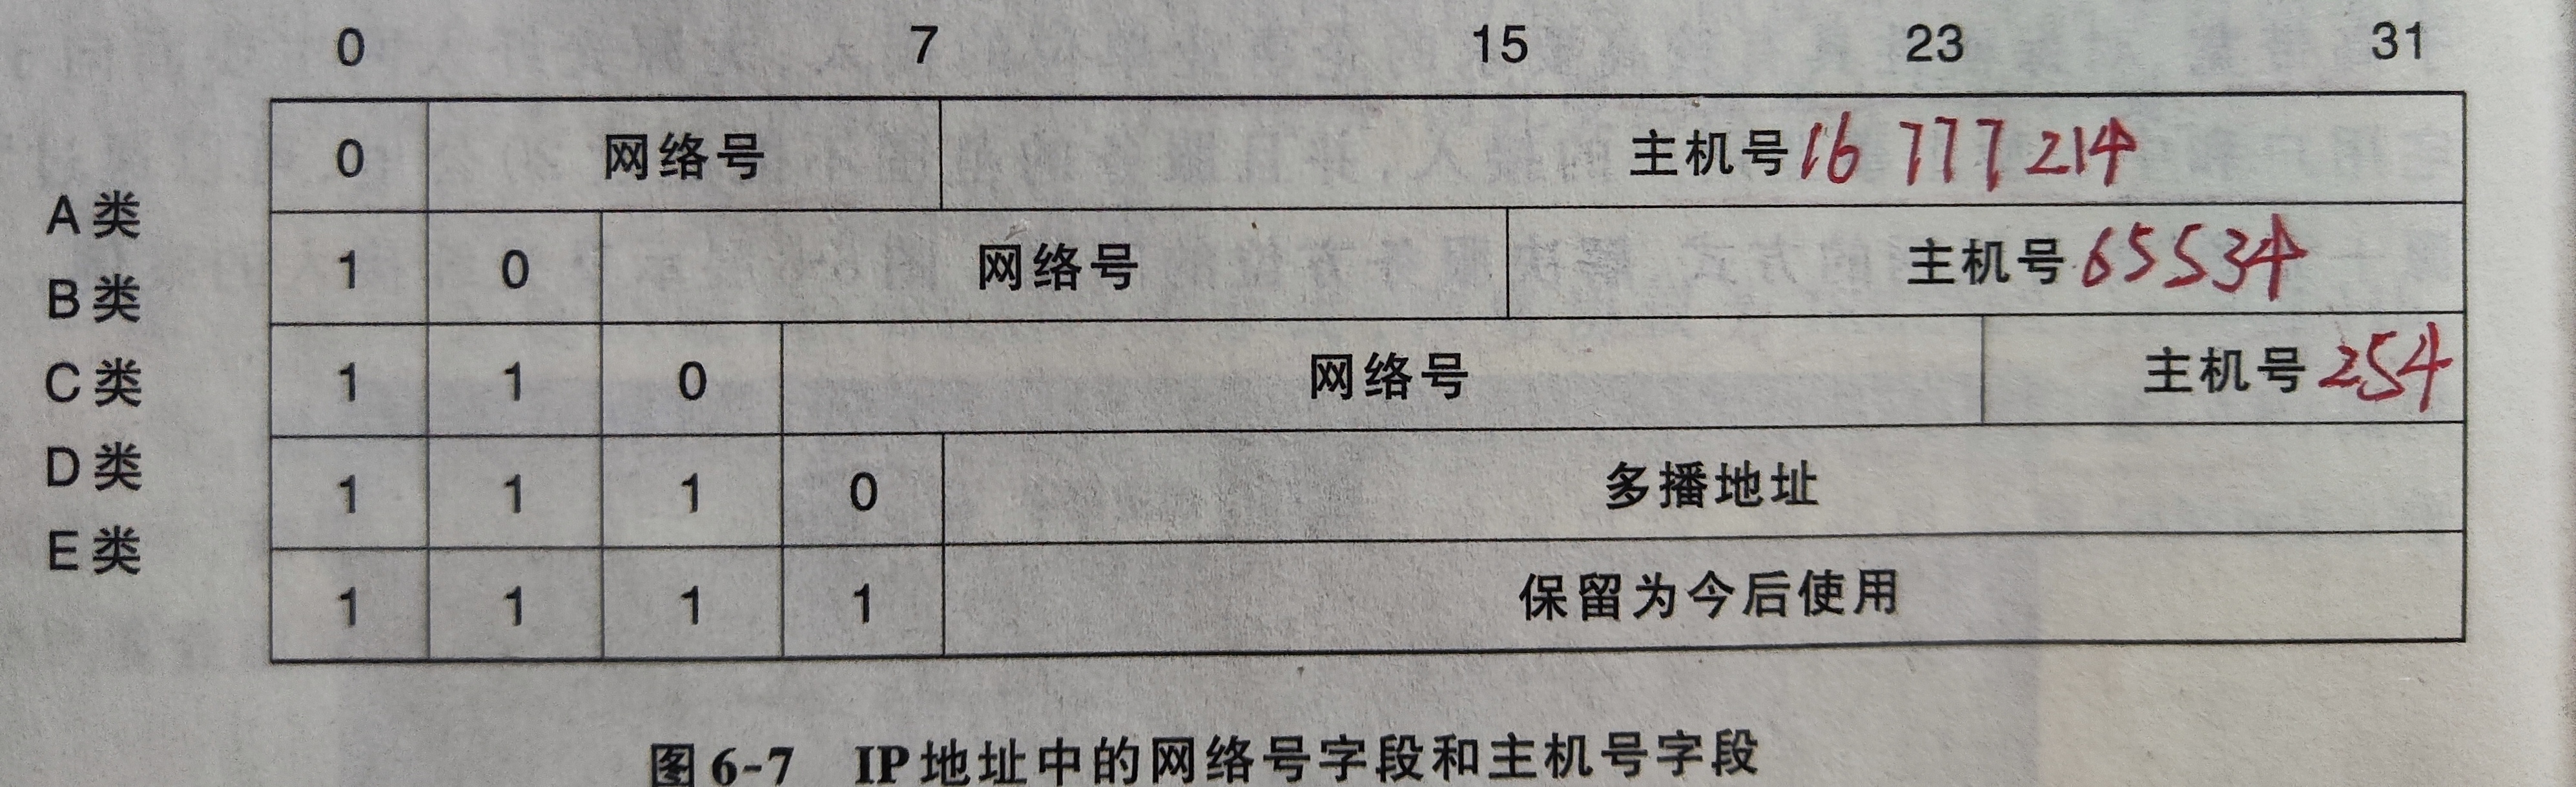 0 7 15 23 31
A类 0 网络号 主机号 16 777 214
B类 1 0 网络号 主机号 65534
C类 1 1 0 网络号 主机号 254
D类 1 1 1 0 多播地址
E类 1 1 1 1 保留为今后使用
图6-7 IP地址中的网络号字段和主机号字段